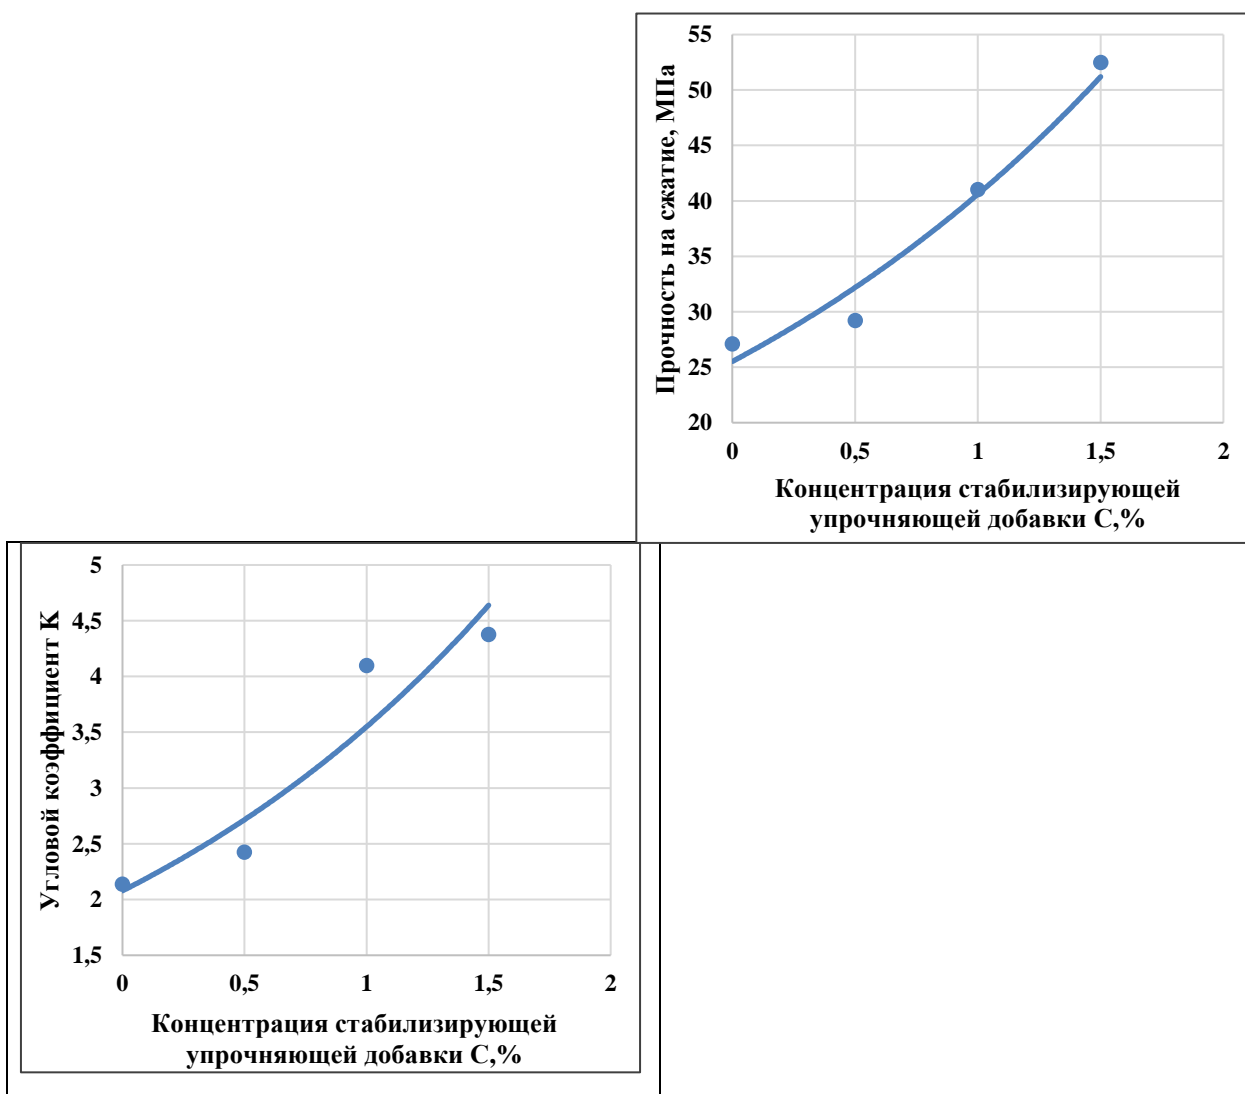 Прочность на сжатие, МПа
55
50
45
40
35
30
25
20
0 0,5 1 1,5 2
Концентрация стабилизирующей
упрочняющей добавки С,%
Угловой коэффициент К
5
4,5
4
3,5
3
2,5
2
1,5
0 0,5 1 1,5 2
Концентрация стабилизирующей
упрочняющей добавки С,%